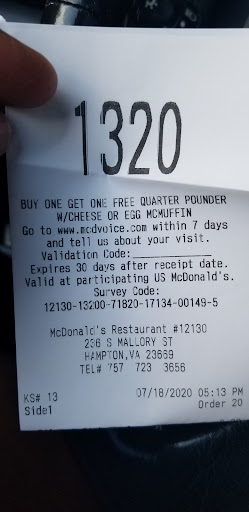 1320
BUY ONE GET ONE FREE QUARTER POUNDER
W/CHEESE OR EGG MCMUFFIN
Go to www.mcdvoice.com within 7 days
and tell us about your visit.
Validation Code:____________
Expires 30 days after receipt date.
Valid at participating US McDonald's.
Survey Code:
12130-13200-71820-17134-00149-5
McDonald's Restaurant #12130
236 S MALLORY ST
HAMPTON,VA 23669
TEL# 757 723 3656
KS# 13 07/18/2020 05:13 PM
Side1 Order 20